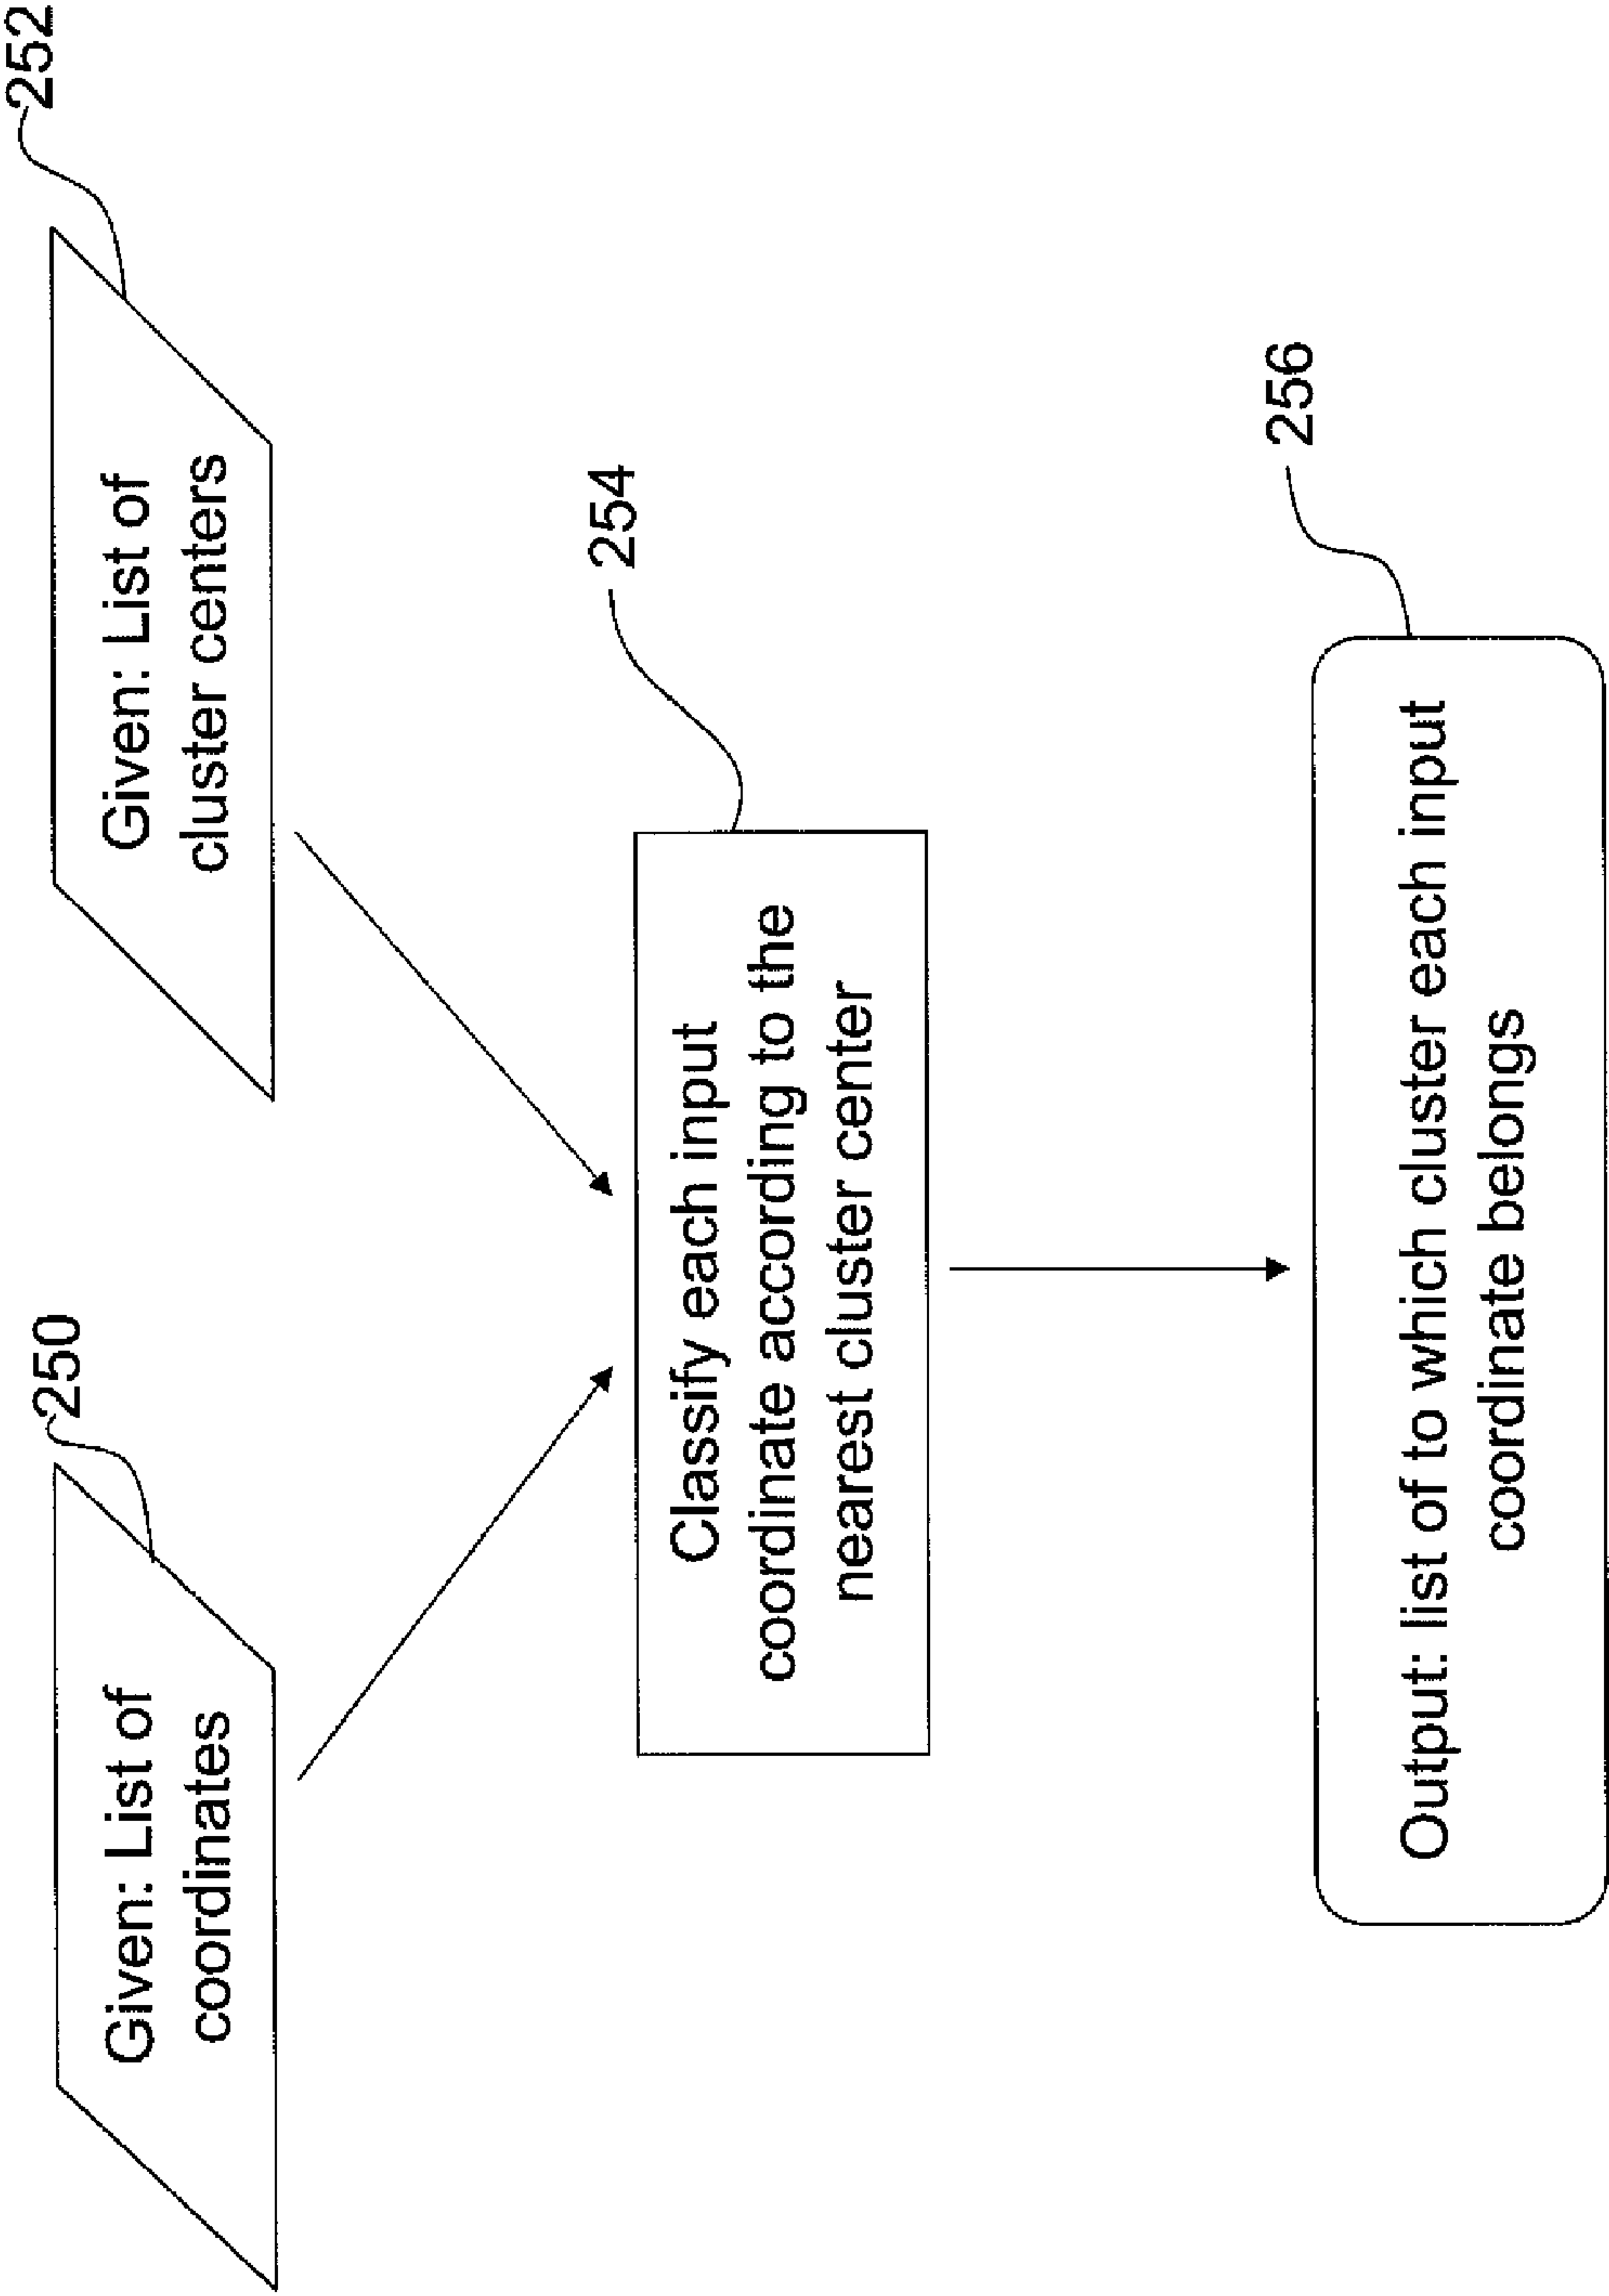 250
Given: List of
coordinates
252
Given: List of
cluster centers
254
Classify each input
coordinate according to the
nearest cluster center
256
Output: list of to which cluster each input
coordinate belongs